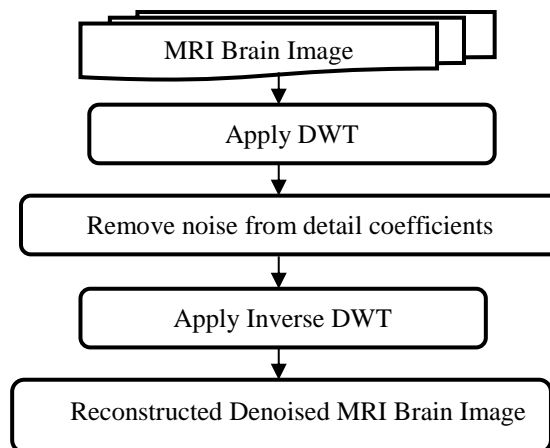 MRI Brain Image
Apply DWT
Remove noise from detail coefficients
Apply Inverse DWT
Reconstructed Denoised MRI Brain Image